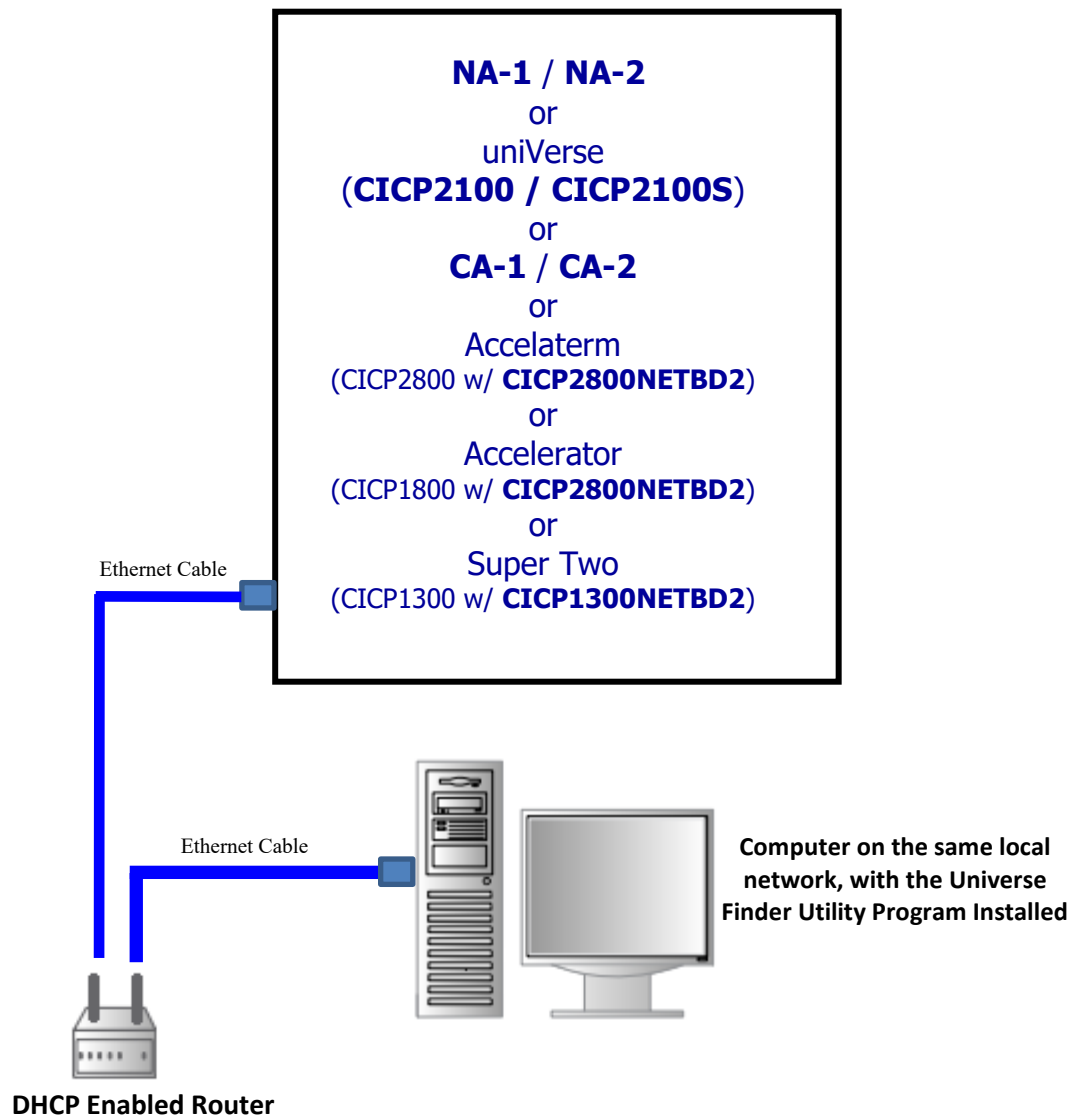 NA-1 / NA-2
or
uniVerse
(CICP2100 / CICP2100S)
or
CA-1 / CA-2
or
Accelaterm
(CICP2800 w/ CICP2800NETBD2)
or
Accelerator
(CICP1800 w/ CICP2800NETBD2)
or
Super Two
(CICP1300 w/ CICP1300NETBD2)
Ethernet Cable
Ethernet Cable
Computer on the same local
network, with the Universe
Finder Utility Program Installed
DHCP Enabled Router